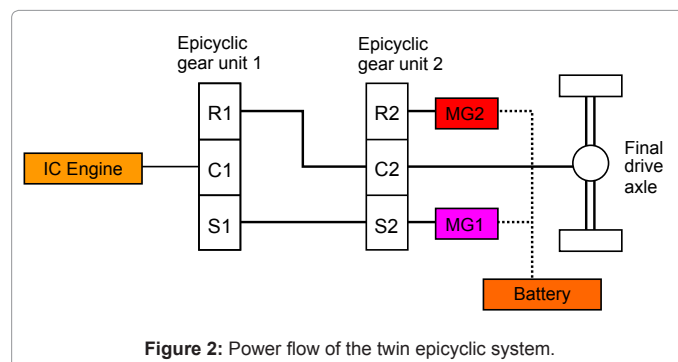 Epicyclic
gear unit 1
Epicyclic
gear unit 2
R1
R2
MG2
IC Engine
C1
C2
Final
drive
axle
S1
S2
MG1
Battery
Figure 2: Power flow of the twin epicyclic system.